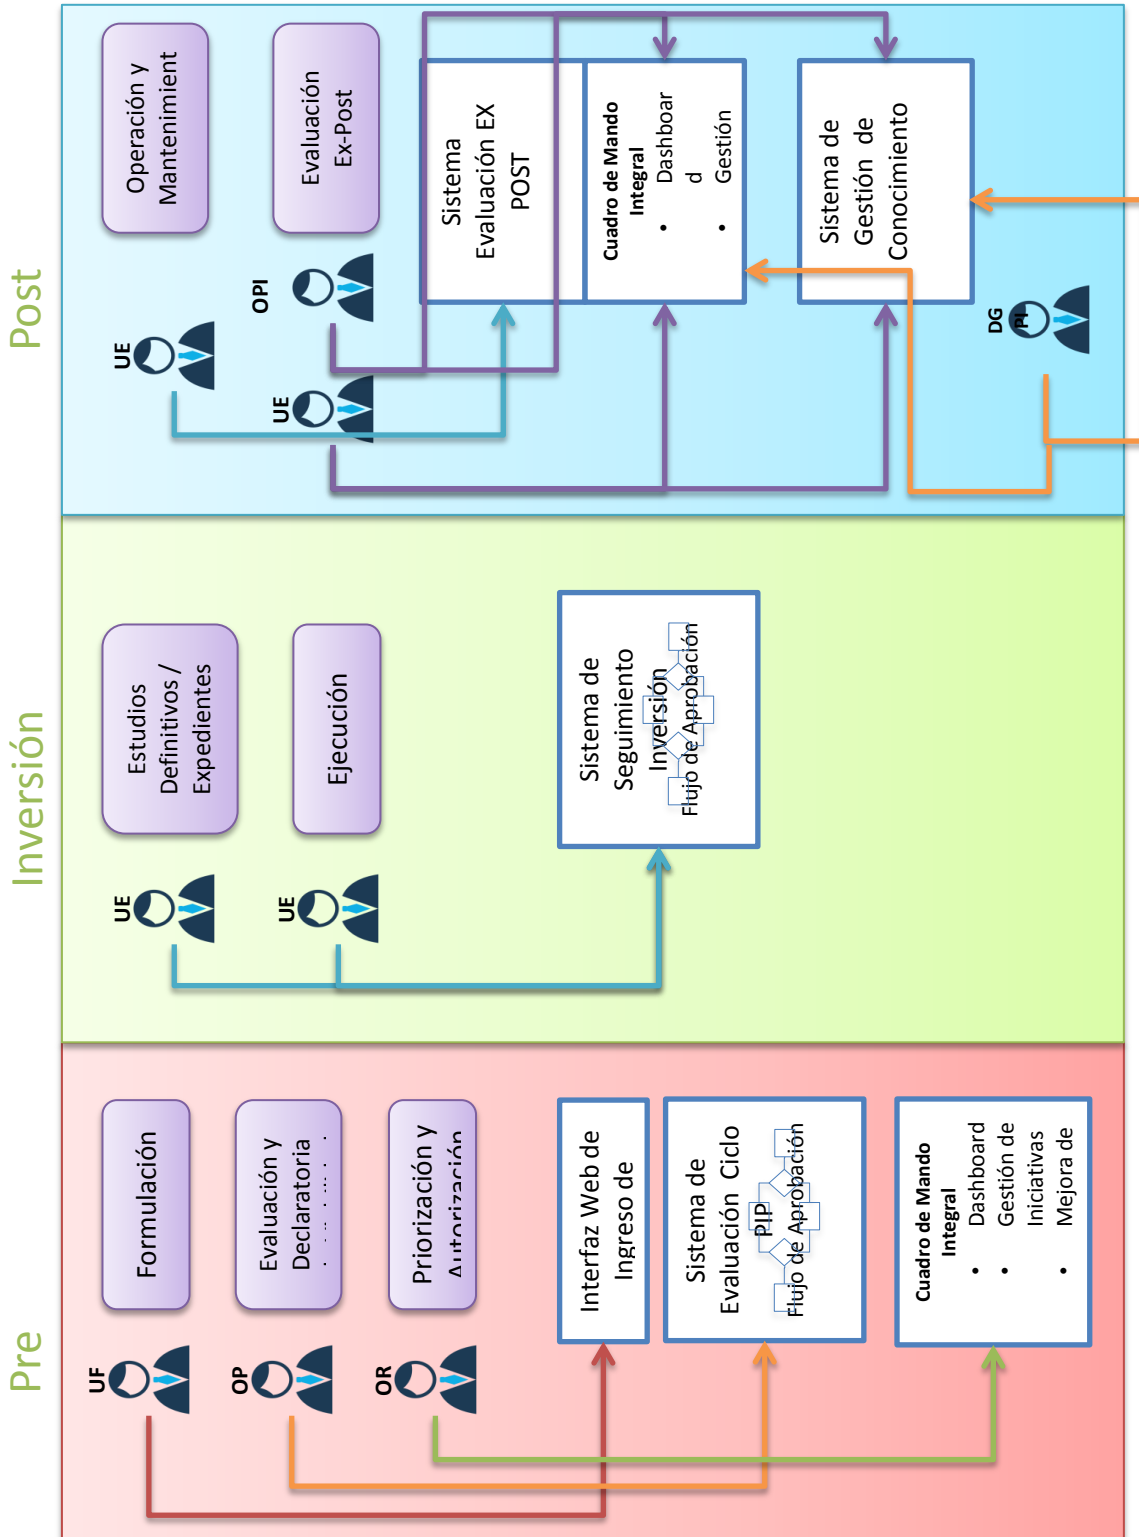 Pre
UF
Formulación
OP
Evaluación y
Declaratoria
OR
Priorización y
Autorización
Interfaz Web de
Ingreso de
Sistema de
Evaluación Ciclo
PIP
Flujo de Aprobación
Cuadro de Mando
Integral
• Dashboard
• Gestión de
Iniciativas
• Mejora de
Inversión
UE
Estudios
Definitivos /
Expedientes
UE
Ejecución
Sistema de
Seguimiento
Inversión
Flujo de Aprobación
Post
UE
Operación y
Mantenimient
OPI
UE
Evaluación
Ex-Post
Sistema
Evaluación EX
POST
Cuadro de Mando
Integral
• Dashboar
d
• Gestión
Sistema de
Gestión de
Conocimiento
DG
PI